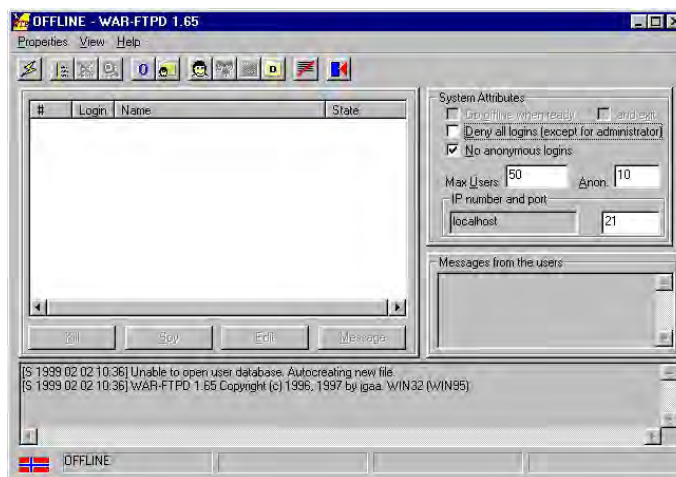 OFFLINE - WAR-FTPD 1.65
Properties View Help
# Login Name State
Kill Spy Edit Message
System Attributes
Go offline when ready and exit
Deny all logins (except for administrator)
No anonymous logins
Max Users 50 Anon. 10
IP number and port
localhost 21
Messages from the users
[S 1999 02 02 10:36] Unable to open user database. Autocreating new file.
[S 1999 02 02 10:36] WAR-FTPD 1.65 Copyright (c) 1996, 1997 by jgaa. WIN32 (WIN95)
OFFLINE